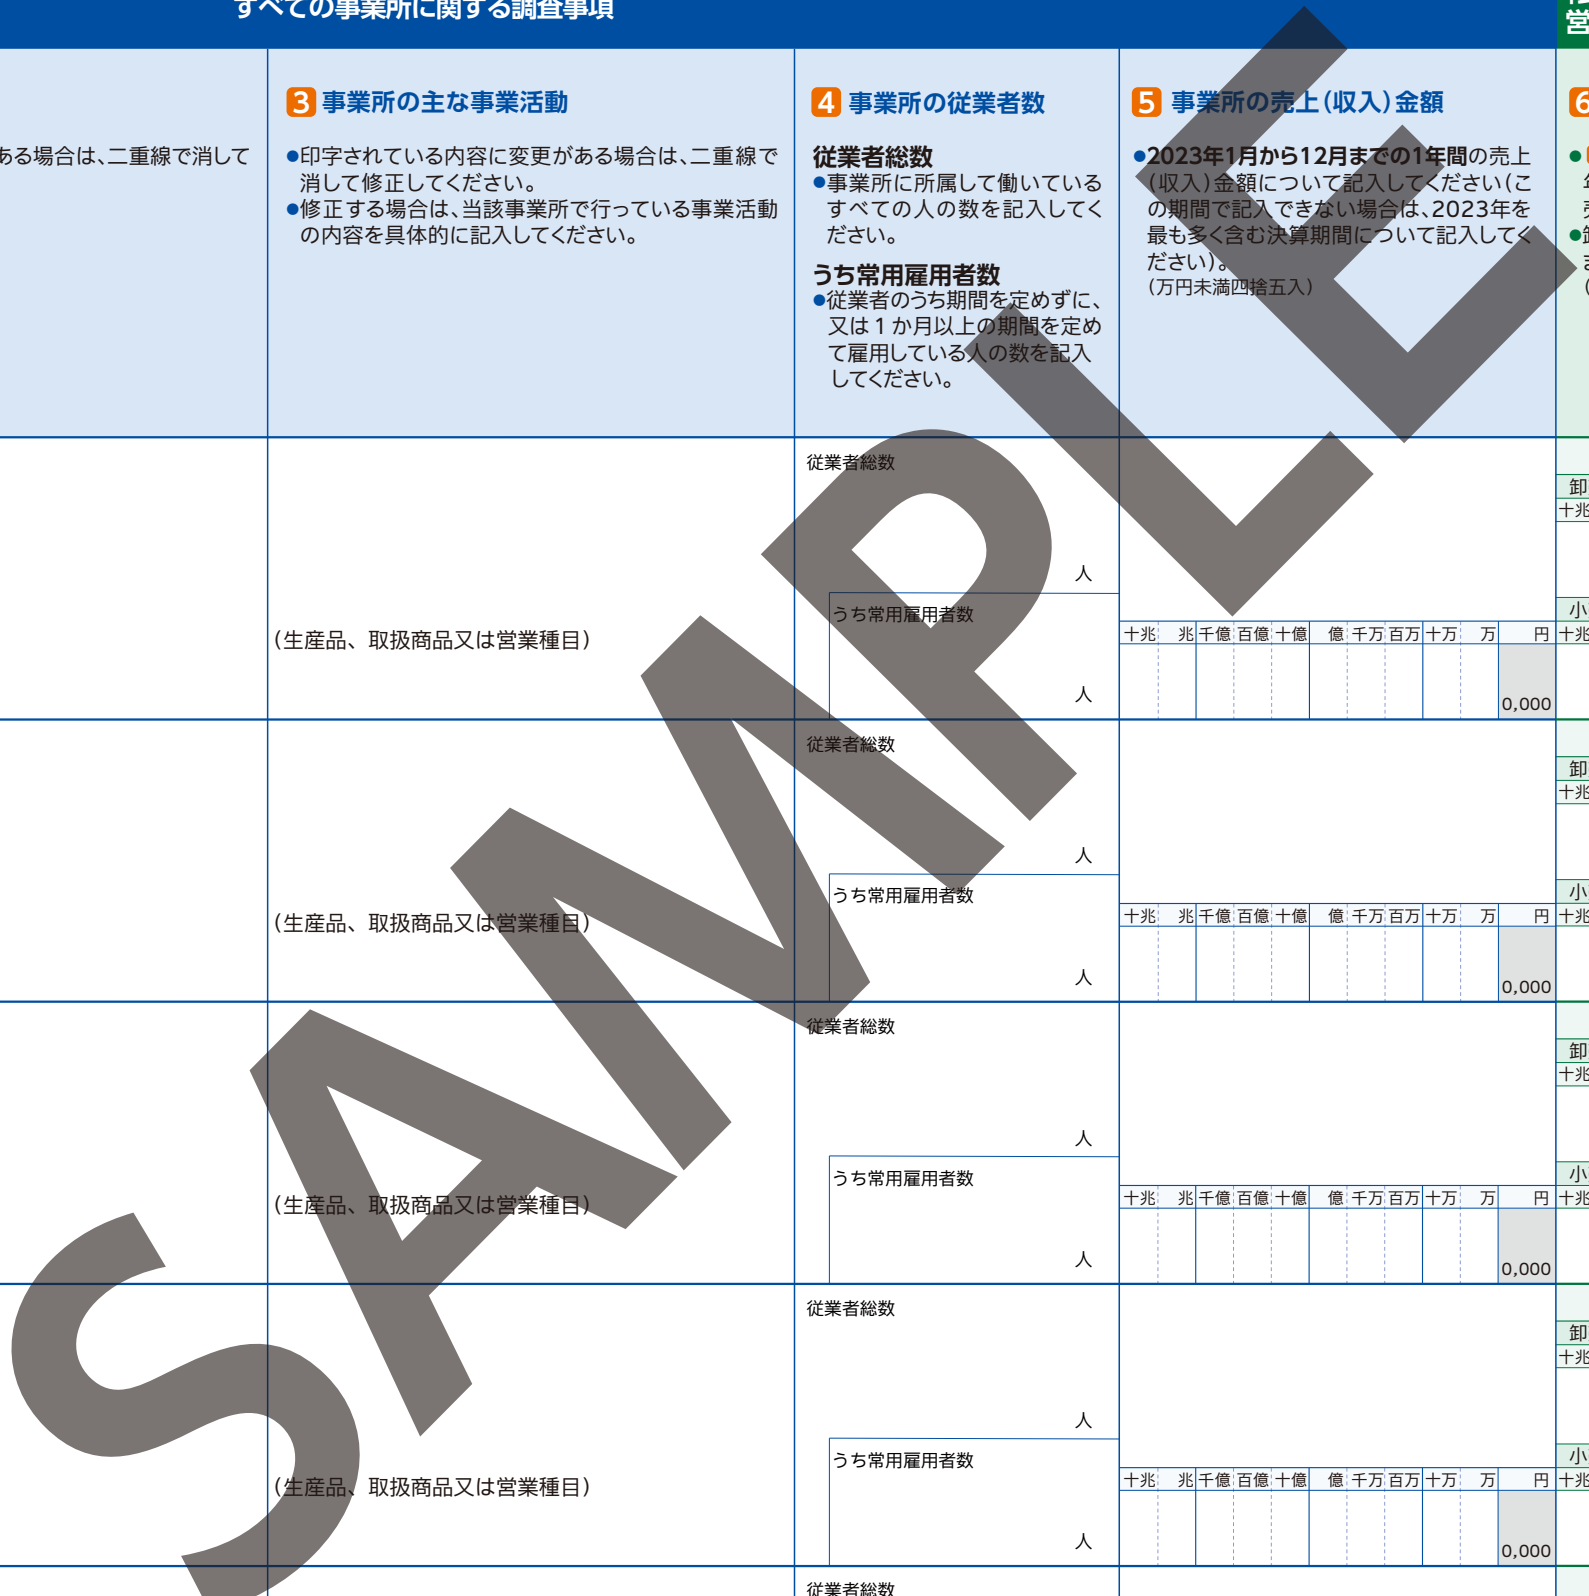 すべての事業所に関する調査事項
営
ある場合は、二重線で消して
3 事業所の主な事業活動
●印字されている内容に変更がある場合は、二重線で
消して修正してください。
●修正する場合は、当該事業所で行っている事業活動
の内容を具体的に記入してください。
4 事業所の従業者数
従業者総数
●事業所に所属して働いている
すべての人の数を記入してく
ださい。
うち常用雇用者数
●従業者のうち期間を定めずに、
又は1か月以上の期間を定め
て雇用している人の数を記入
してください。
5 事業所の売上(収入)金額
●2023年1月から12月までの1年間の売上
(収入)金額について記入してください(こ
の期間で記入できない場合は、2023年を
最も多く含む決算期間について記入してく
ださい)。
(万円未満四捨五入)
6
(生産品、取扱商品又は営業種目)
従業者総数
人
うち常用雇用者数
人
十兆 兆 千億 百億 十億 億 千万 百万 十万 万 円
0,000
卸
十兆
小
十兆
(生産品、取扱商品又は営業種目)
従業者総数
人
うち常用雇用者数
人
十兆 兆 千億 百億 十億 億 千万 百万 十万 万 円
0,000
卸
十兆
小
十兆
(生産品、取扱商品又は営業種目)
従業者総数
人
うち常用雇用者数
人
十兆 兆 千億 百億 十億 億 千万 百万 十万 万 円
0,000
卸
十兆
小
十兆
(生産品、取扱商品又は営業種目)
従業者総数
人
うち常用雇用者数
人
十兆 兆 千億 百億 十億 億 千万 百万 十万 万 円
0,000
卸
十兆
小
十兆
従業者総数
SAMPLE